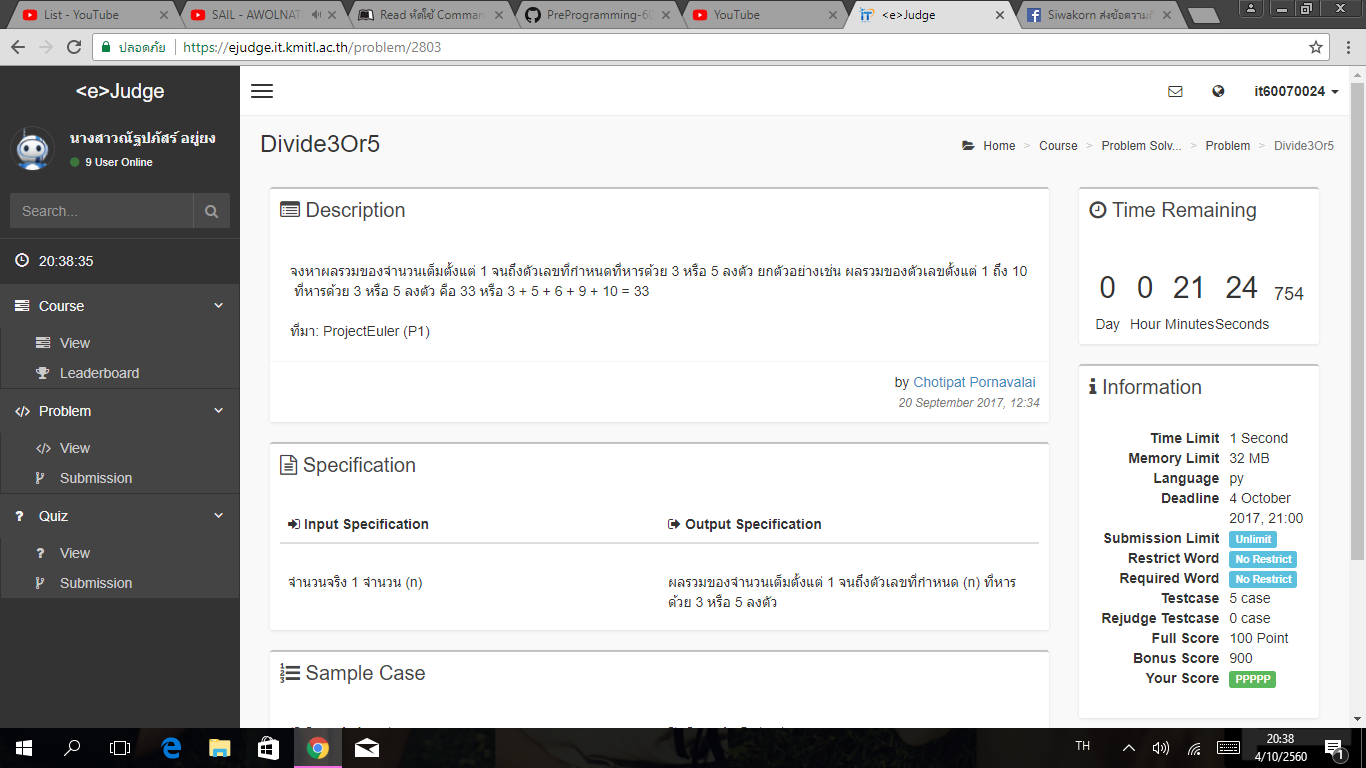 List - YouTube
SAIL - AWOLNAT
Read หัดใช้ Comman
PreProgramming-60
YouTube
<e>Judge
Siwakorn ส่งข้อความถึ
ปลอดภัย
https://ejudge.it.kmitl.ac.th/problem/2803
<e>Judge
it60070024
นางสาวณัฐปภัสร์ อยู่ยง
9 User Online
Search...
20:38:35
Course
View
Leaderboard
Problem
View
Submission
Quiz
View
Submission
Divide3Or5
Home > Course > Problem Solv... > Problem > Divide3Or5
Description
จงหาผลรวมของจำนวนเต็มตั้งแต่ 1 จนถึงตัวเลขที่กำหนดที่หารด้วย 3 หรือ 5 ลงตัว ยกตัวอย่างเช่น ผลรวมของตัวเลขตั้งแต่ 1 ถึง 10
ที่หารด้วย 3 หรือ 5 ลงตัว คือ 33 หรือ 3 + 5 + 6 + 9 + 10 = 33
ที่มา: ProjectEuler (P1)
by Chotipat Pornavalai
20 September 2017, 12:34
Specification
Input Specification
Output Specification
จำนวนจริง 1 จำนวน (n)
ผลรวมของจำนวนเต็มตั้งแต่ 1 จนถึงตัวเลขที่กำหนด (n) ที่หาร
ด้วย 3 หรือ 5 ลงตัว
Sample Case
Time Remaining
0 0 21 24 754
Day Hour Minutes Seconds
Information
Time Limit 1 Second
Memory Limit 32 MB
Language py
Deadline 4 October
2017, 21:00
Submission Limit Unlimit
Restrict Word No Restrict
Required Word No Restrict
Testcase 5 case
Rejudge Testcase 0 case
Full Score 100 Point
Bonus Score 900
Your Score PPPPP
TH
20:38
4/10/2560
1